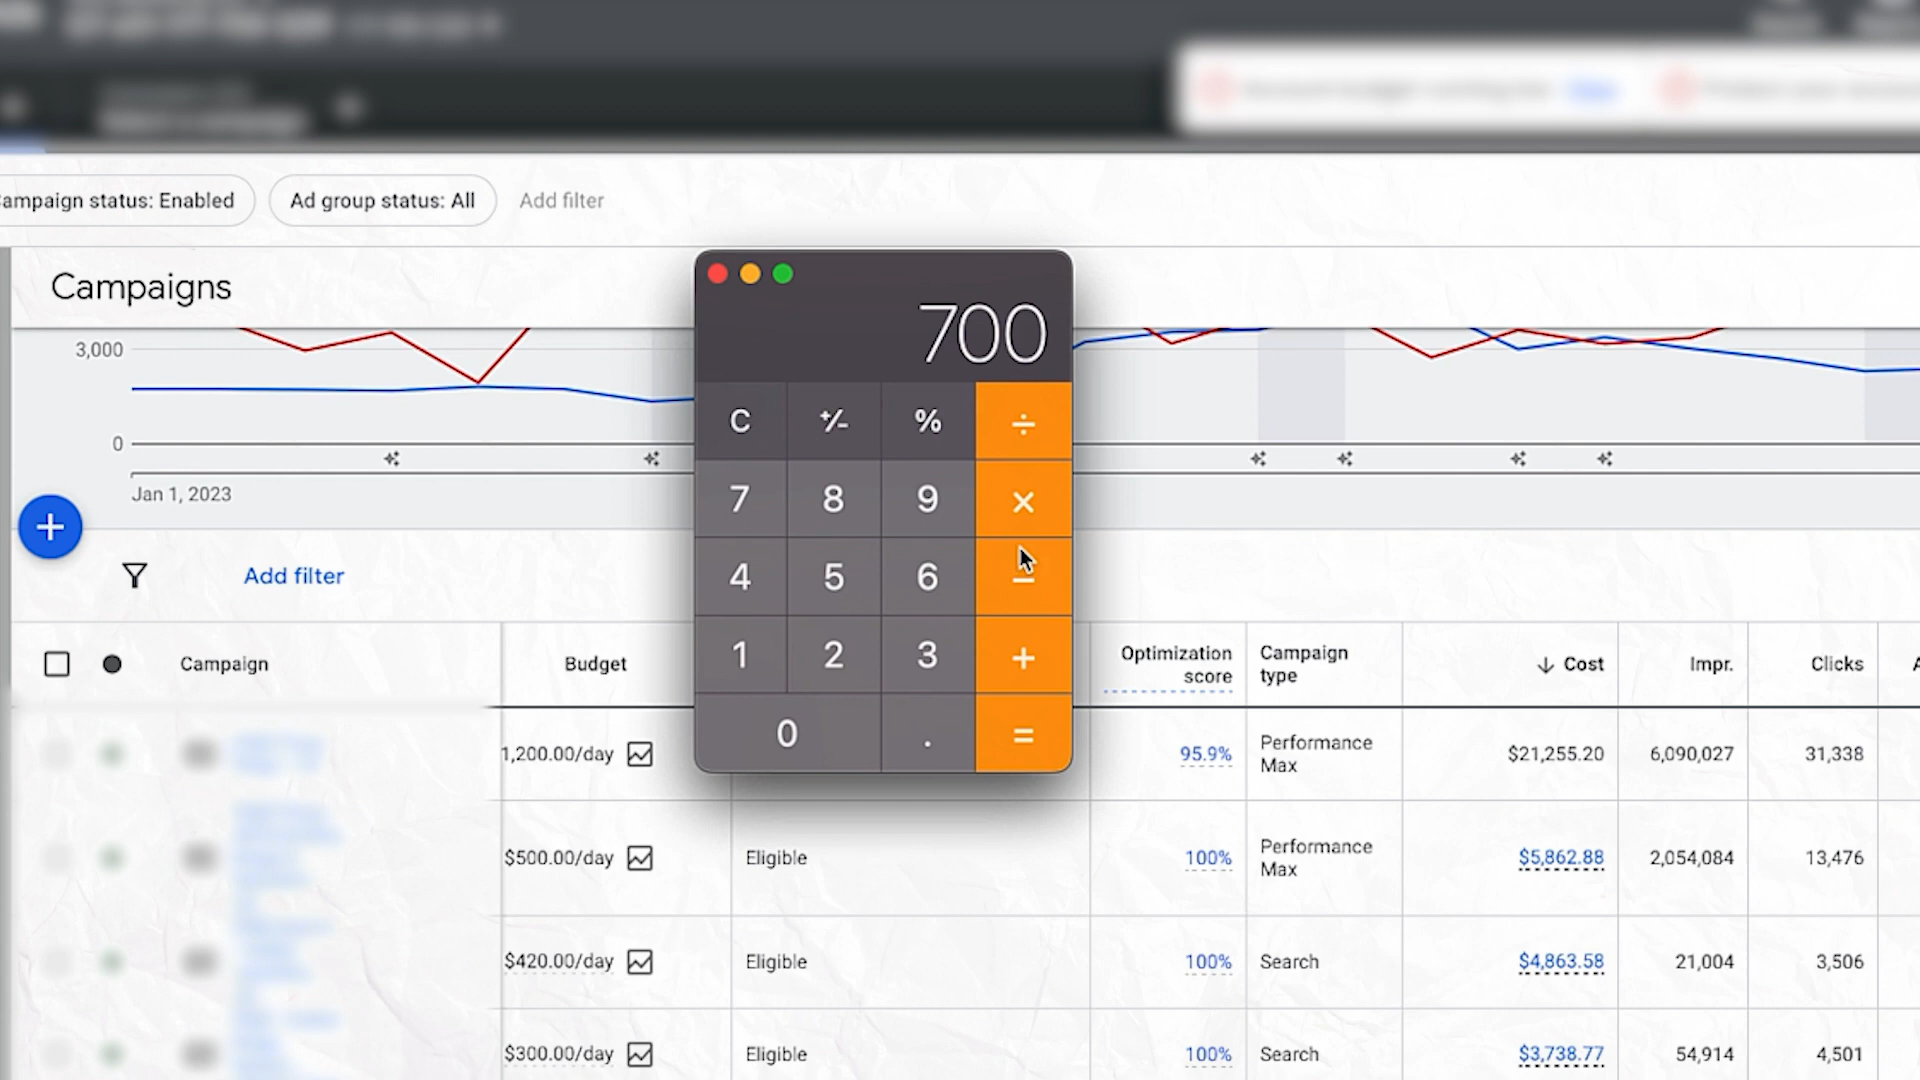 Campaign status: Enabled
Ad group status: All
Add filter
Campaigns
3,000
0
Jan 1, 2023
700
C +/- % ÷
7 8 9 ×
4 5 6 −
1 2 3 +
0 . =
Add filter
Campaign Budget Optimization score Campaign type Cost Impr. Clicks
1,200.00/day 95.9% Performance Max $21,255.20 6,090,027 31,338
$500.00/day Eligible 100% Performance Max $5,862.88 2,054,084 13,476
$420.00/day Eligible 100% Search $4,863.58 21,004 3,506
$300.00/day Eligible 100% Search $3,738.77 54,914 4,501